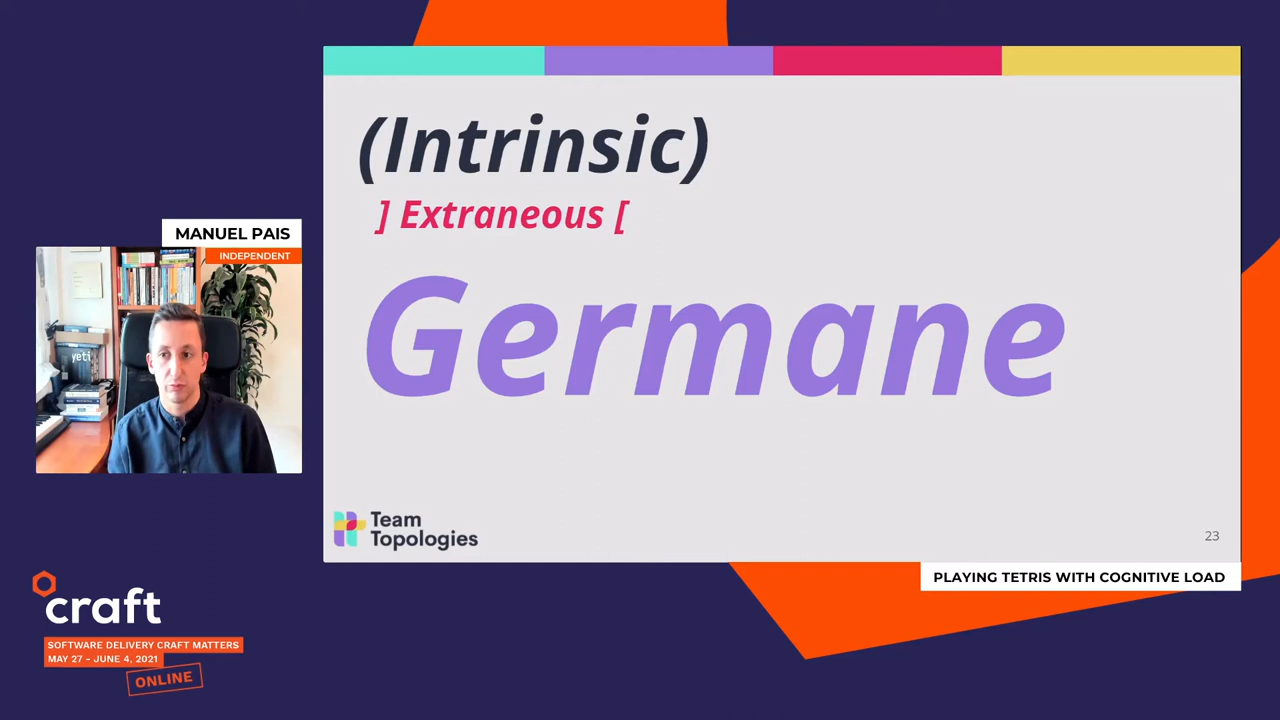 (Intrinsic)
] Extraneous [
Germane
MANUEL PAIS
INDEPENDENT
yeti
Team
Topologies
23
PLAYING TETRIS WITH COGNITIVE LOAD
craft
SOFTWARE DELIVERY CRAFT MATTERS
MAY 27 - JUNE 4, 2021
ONLINE